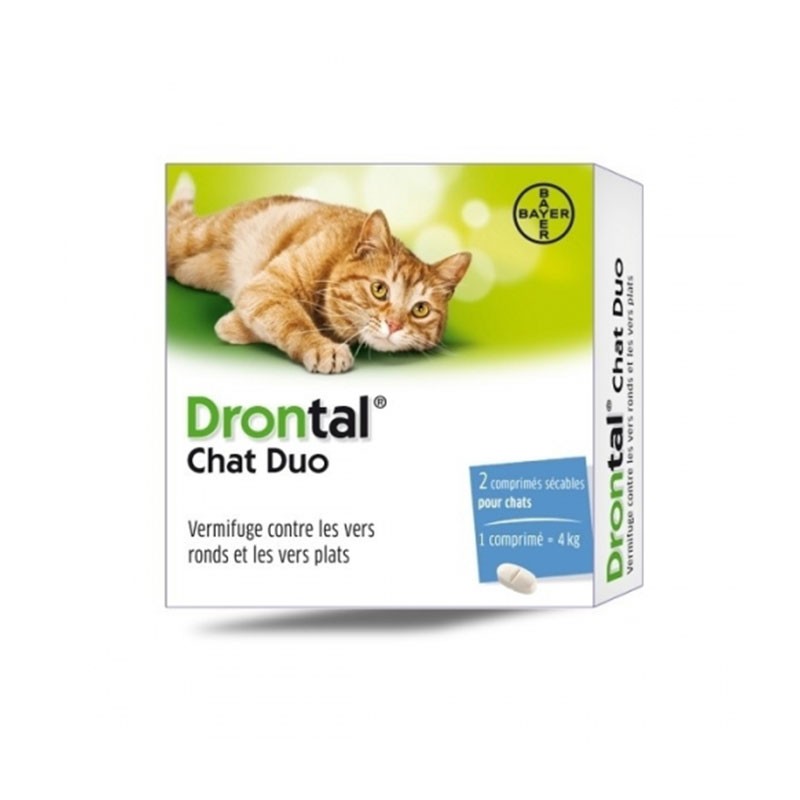 BAYER
BAYER
Drontal®
Chat Duo
Vermifuge contre les vers
ronds et les vers plats
2 comprimés sécables
pour chats
1 comprimé = 4 kg
Drontal® Chat Duo
Vermifuge contre les vers ronds et les vers plats